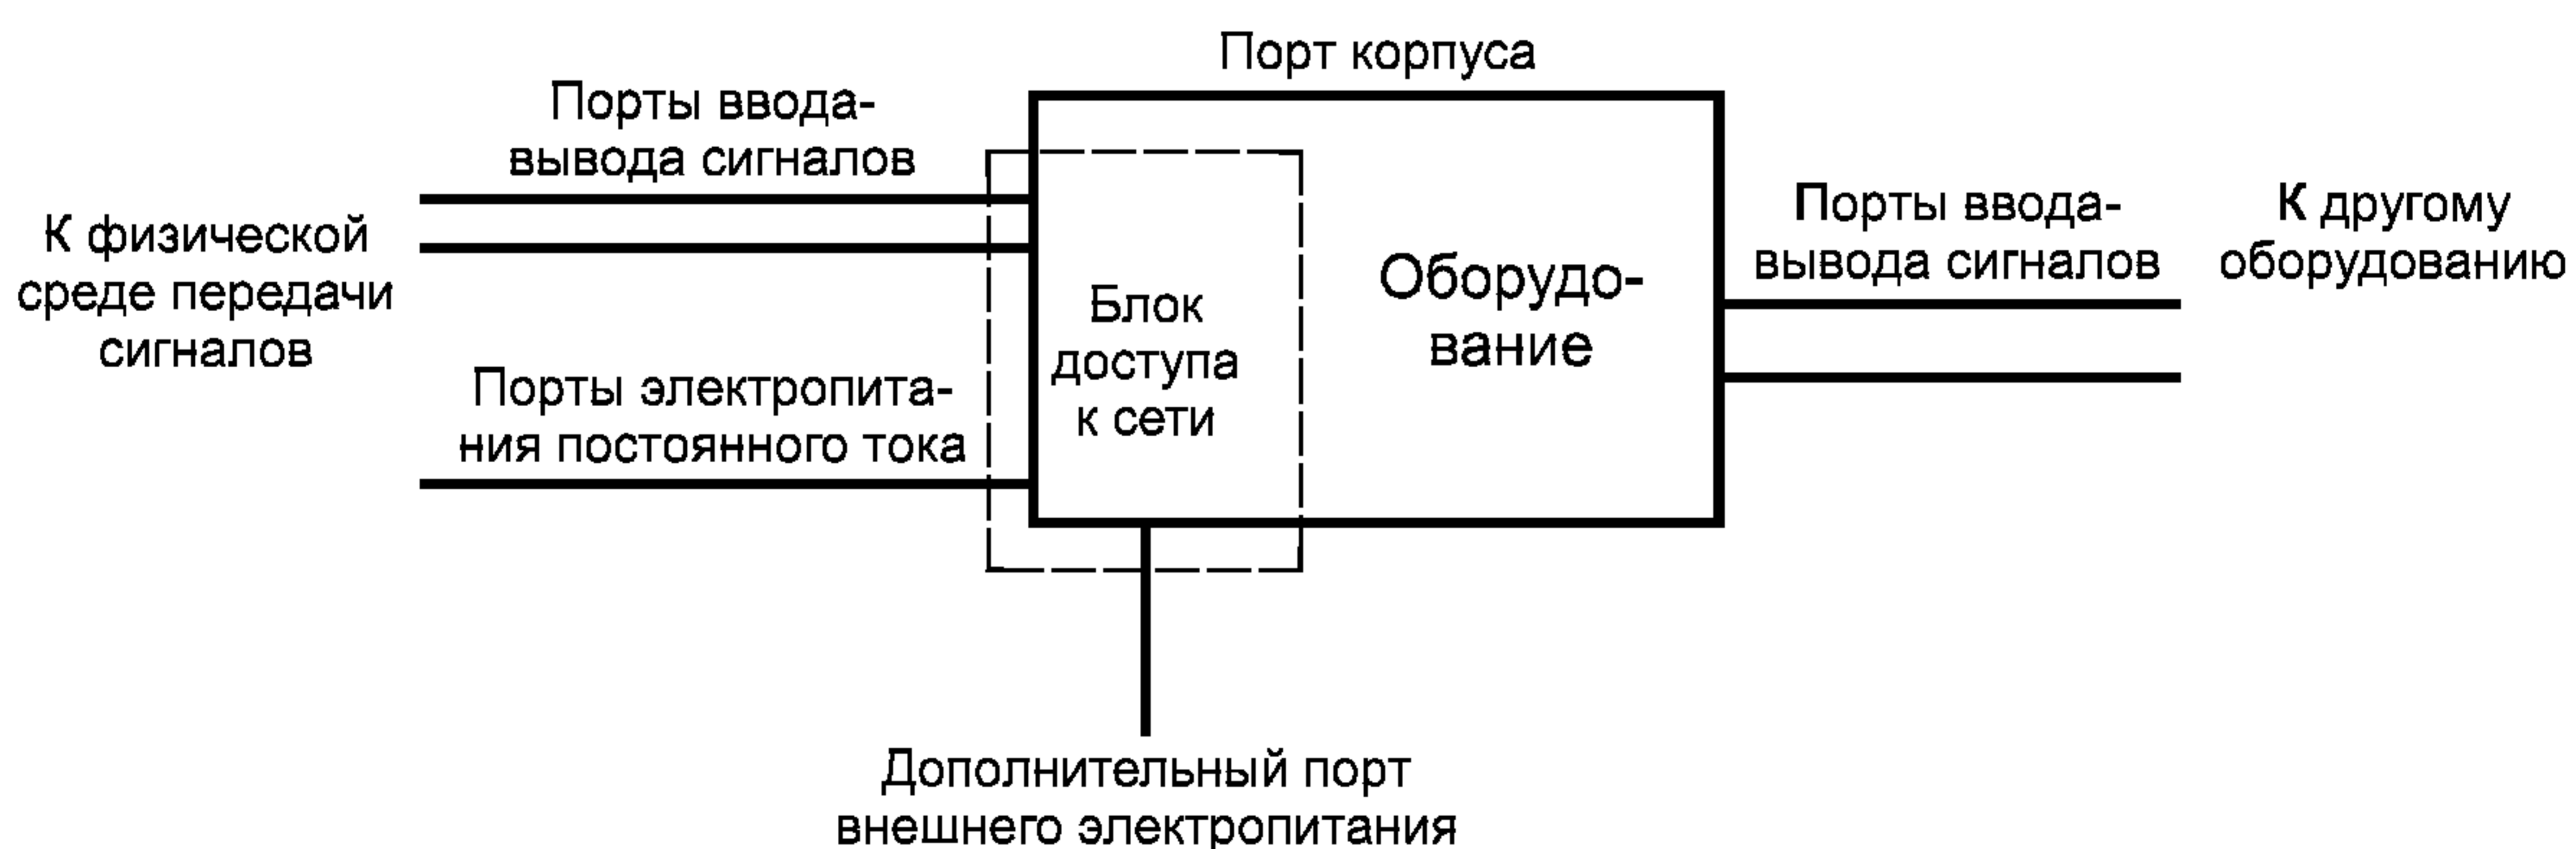 Порт корпуса
Порты ввода-
вывода сигналов
К физической
среде передачи
сигналов
Порты электропита-
ния постоянного тока
Блок
доступа
к сети
Оборудо-
вание
Порты ввода-
вывода сигналов
К другому
оборудованию
Дополнительный порт
внешнего электропитания